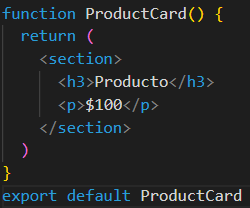 function ProductCard() {
  return (
    <section>
      <h3>Producto</h3>
      <p>$100</p>
    </section>
  )
}
export default ProductCard